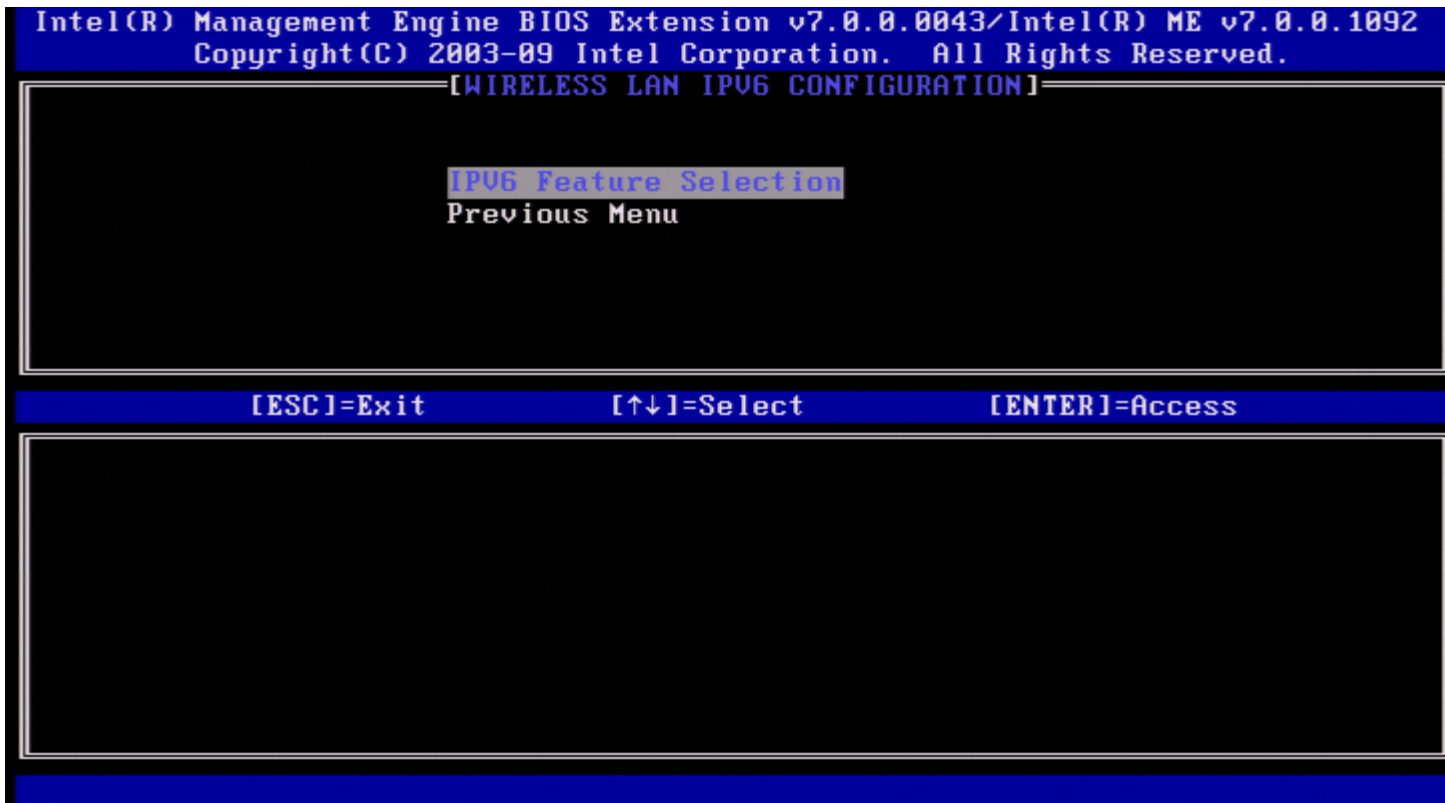 Intel(R) Management Engine BIOS Extension v7.0.0.0043/Intel(R) ME v7.0.0.1092
Copyright(C) 2003-09 Intel Corporation. All Rights Reserved.
[WIRELESS LAN IPV6 CONFIGURATION]
IPV6 Feature Selection
Previous Menu
[ESC]=Exit [↑↓]=Select [ENTER]=Access